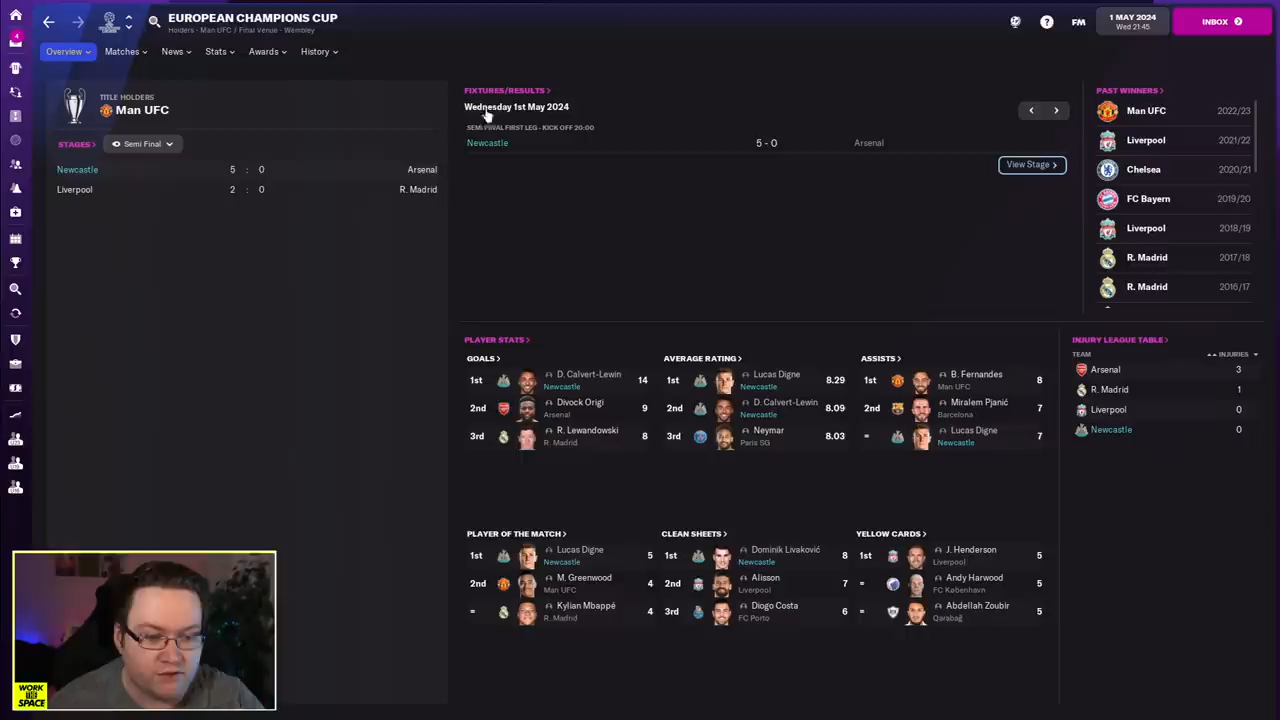 EUROPEAN CHAMPIONS CUP
Holders - Man UFC / Final Venue - Wembley
FM
1 MAY 2024
Wed 21:45
INBOX
4
Overview
Matches
News
Stats
Awards
History
TITLE HOLDERS
Man UFC
STAGES
Semi Final
Newcastle 5 : 0 Arsenal
Liverpool 2 : 0 R. Madrid
FIXTURES/RESULTS
Wednesday 1st May 2024
SEMI FINAL FIRST LEG - KICK OFF 20:00
Newcastle 5 - 0 Arsenal
View Stage
PAST WINNERS
Man UFC 2022/23
Liverpool 2021/22
Chelsea 2020/21
FC Bayern 2019/20
Liverpool 2018/19
R. Madrid 2017/18
R. Madrid 2016/17
PLAYER STATS
GOALS
1st D. Calvert-Lewin 14
Newcastle
2nd Divock Origi 9
Arsenal
3rd R. Lewandowski 8
R. Madrid
AVERAGE RATING
1st Lucas Digne 8.29
Newcastle
2nd D. Calvert-Lewin 8.09
Newcastle
3rd Neymar 8.03
Paris SG
ASSISTS
1st B. Fernandes 8
Man UFC
2nd Miralem Pjanić 7
Barcelona
= Lucas Digne 7
Newcastle
INJURY LEAGUE TABLE
TEAM INJURIES
Arsenal 3
R. Madrid 1
Liverpool 0
Newcastle 0
PLAYER OF THE MATCH
1st Lucas Digne 5
Newcastle
2nd M. Greenwood 4
Man UFC
= Kylian Mbappé 4
R. Madrid
CLEAN SHEETS
1st Dominik Livaković 8
Newcastle
2nd Alisson 7
Liverpool
3rd Diogo Costa 6
FC Porto
YELLOW CARDS
1st J. Henderson 5
Liverpool
= Andy Harwood 5
FC København
= Abdellah Zoubir 5
Qarabağ
WORK
THE
SPACE